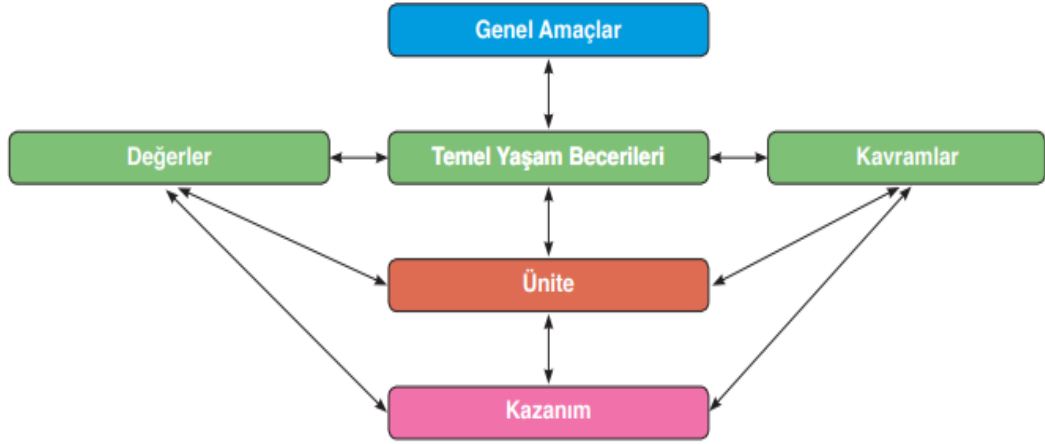 Genel Amaçlar
Değerler
Temel Yaşam Becerileri
Kavramlar
Ünite
Kazanım